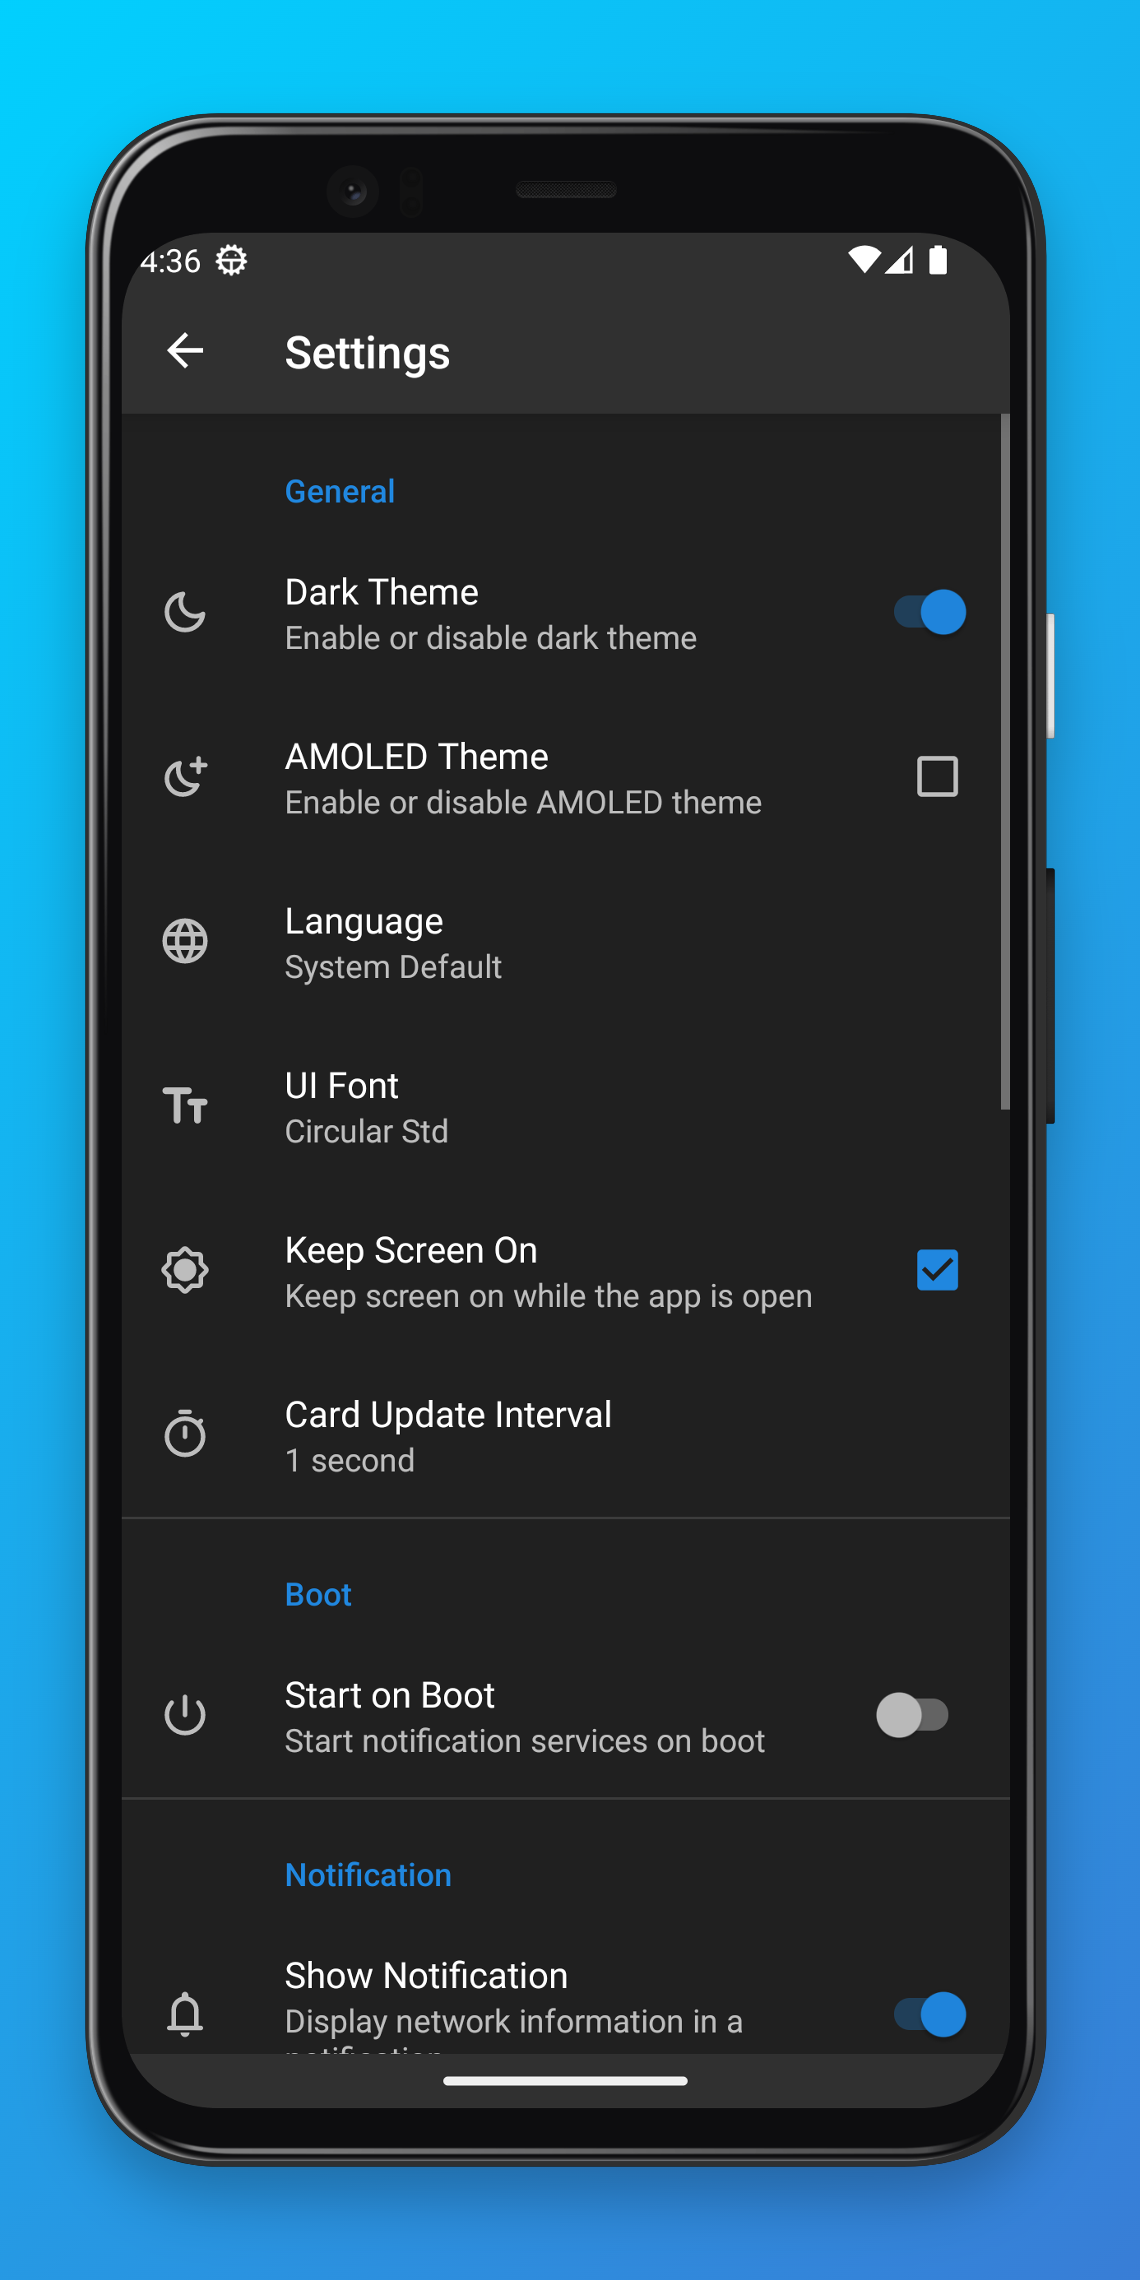 4:36
Settings
General
Dark Theme
Enable or disable dark theme
AMOLED Theme
Enable or disable AMOLED theme
Language
System Default
UI Font
Circular Std
Keep Screen On
Keep screen on while the app is open
Card Update Interval
1 second
Boot
Start on Boot
Start notification services on boot
Notification
Show Notification
Display network information in a
notification